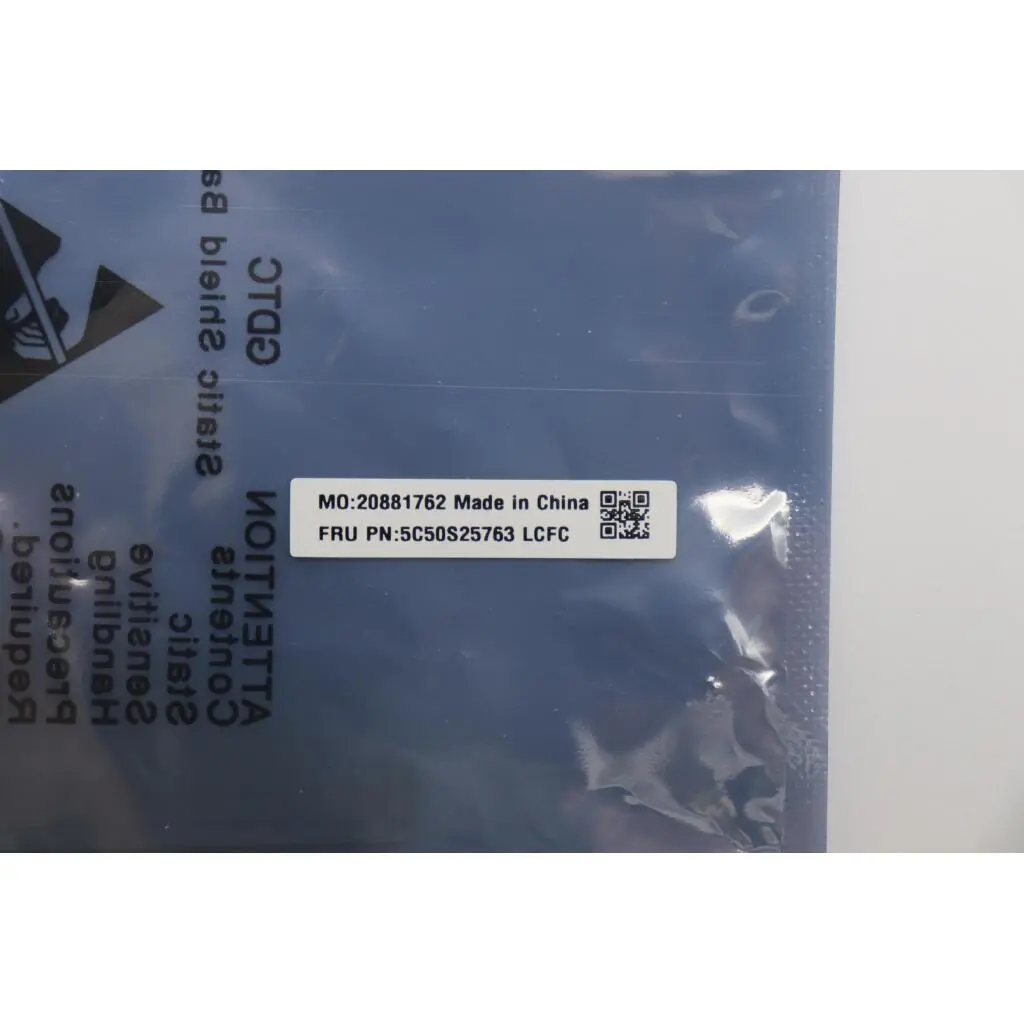 MO:20881762 Made in China
FRU PN:5C50S25763 LCFC
GDTC
Static Shield Ba
ATTENTION
Contents
Static
Sensitive
Handling
Precautions
Required.